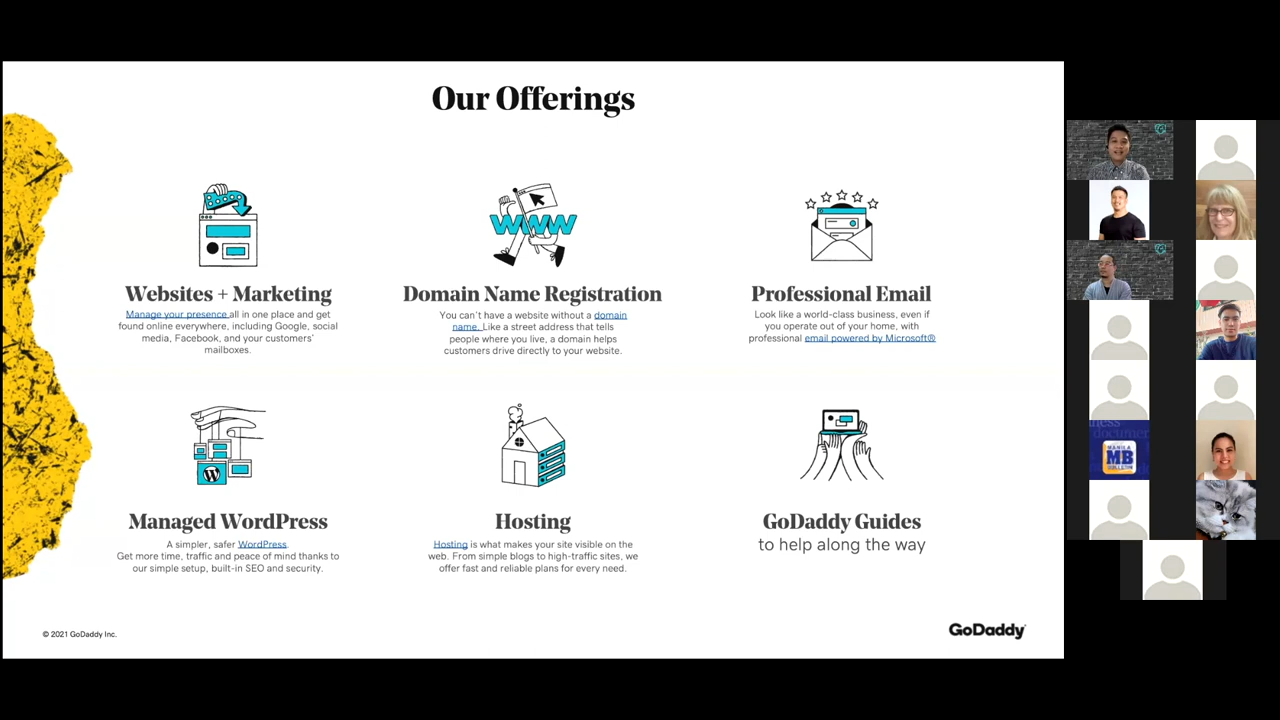 Our Offerings
WWW
Websites + Marketing
Manage your presence all in one place and get
found online everywhere, including Google, social
media, Facebook, and your customers'
mailboxes.
Domain Name Registration
You can't have a website without a domain
name. Like a street address that tells
people where you live, a domain helps
customers drive directly to your website.
Professional Email
Look like a world-class business, even if
you operate out of your home, with
professional email powered by Microsoft®
Managed WordPress
A simpler, safer WordPress.
Get more time, traffic and peace of mind thanks to
our simple setup, built-in SEO and security.
Hosting
Hosting is what makes your site visible on the
web. From simple blogs to high-traffic sites, we
offer fast and reliable plans for every need.
GoDaddy Guides
to help along the way
© 2021 GoDaddy Inc.
GoDaddy
MANILA
MB
BULLETIN